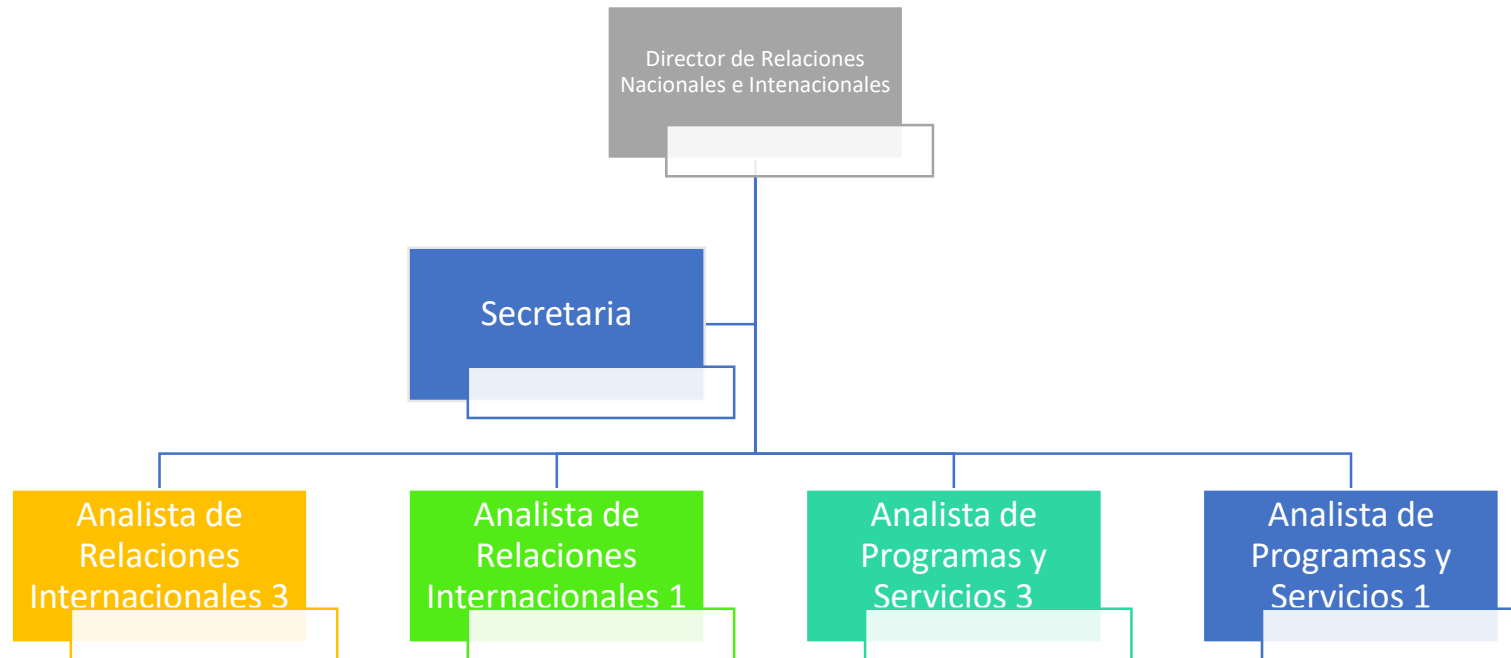 Director de Relaciones
Nacionales e Intenacionales
Secretaria
Analista de
Relaciones
Internacionales 3
Analista de
Relaciones
Internacionales 1
Analista de
Programas y
Servicios 3
Analista de
Programass y
Servicios 1